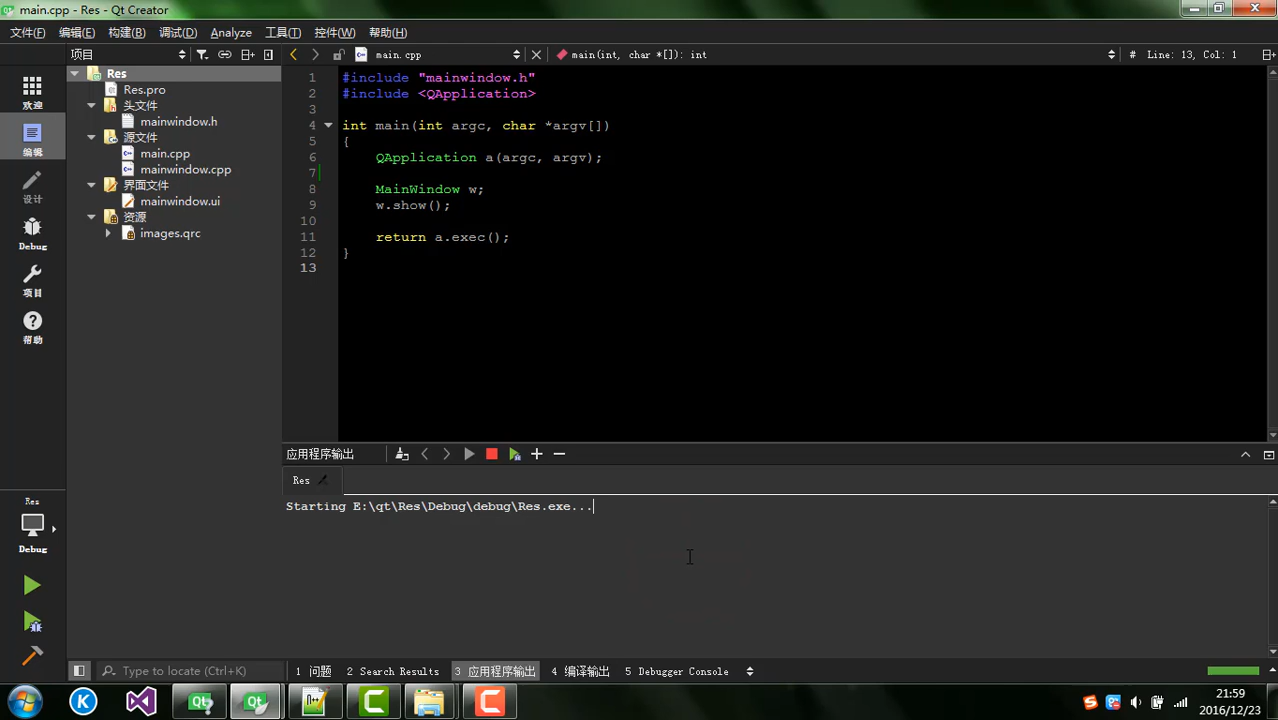 main.cpp - Res - Qt Creator
文件(F) 编辑(E) 构建(B) 调试(D) Analyze 工具(T) 控件(W) 帮助(H)
项目 main.cpp main(int, char *[]): int # Line: 13, Col: 1
欢迎
编辑
设计
Debug
项目
帮助
Res
Res.pro
头文件
mainwindow.h
源文件
main.cpp
mainwindow.cpp
界面文件
mainwindow.ui
资源
images.qrc
1 #include "mainwindow.h"
2 #include <QApplication>
3
4 int main(int argc, char *argv[])
5 {
6 QApplication a(argc, argv);
7
8 MainWindow w;
9 w.show();
10
11 return a.exec();
12 }
13
应用程序输出
Res
Starting E:\qt\Res\Debug\debug\Res.exe...
Res
Debug
Type to locate (Ctrl+K) 1 问题 2 Search Results 3 应用程序输出 4 编译输出 5 Debugger Console
21:59
2016/12/23